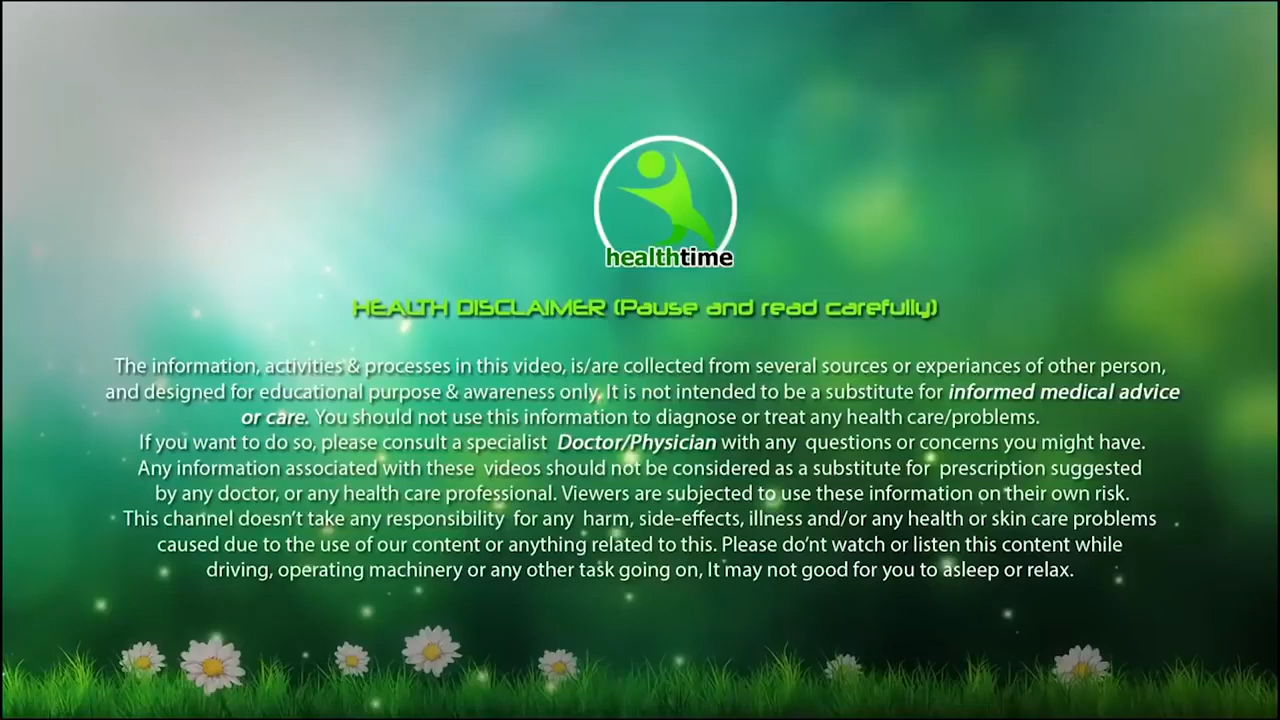 healthtime
HEALTH DISCLAIMER (Pause and read carefully)
The information, activities & processes in this video, is/are collected from several sources or experiances of other person,
and designed for educational purpose & awareness only. It is not intended to be a substitute for informed medical advice
or care. You should not use this information to diagnose or treat any health care/problems.
If you want to do so, please consult a specialist Doctor/Physician with any questions or concerns you might have.
Any information associated with these videos should not be considered as a substitute for prescription suggested
by any doctor, or any health care professional. Viewers are subjected to use these information on their own risk.
This channel doesn't take any responsibility for any harm, side-effects, illness and/or any health or skin care problems
caused due to the use of our content or anything related to this. Please do'nt watch or listen this content while
driving, operating machinery or any other task going on, It may not good for you to asleep or relax.